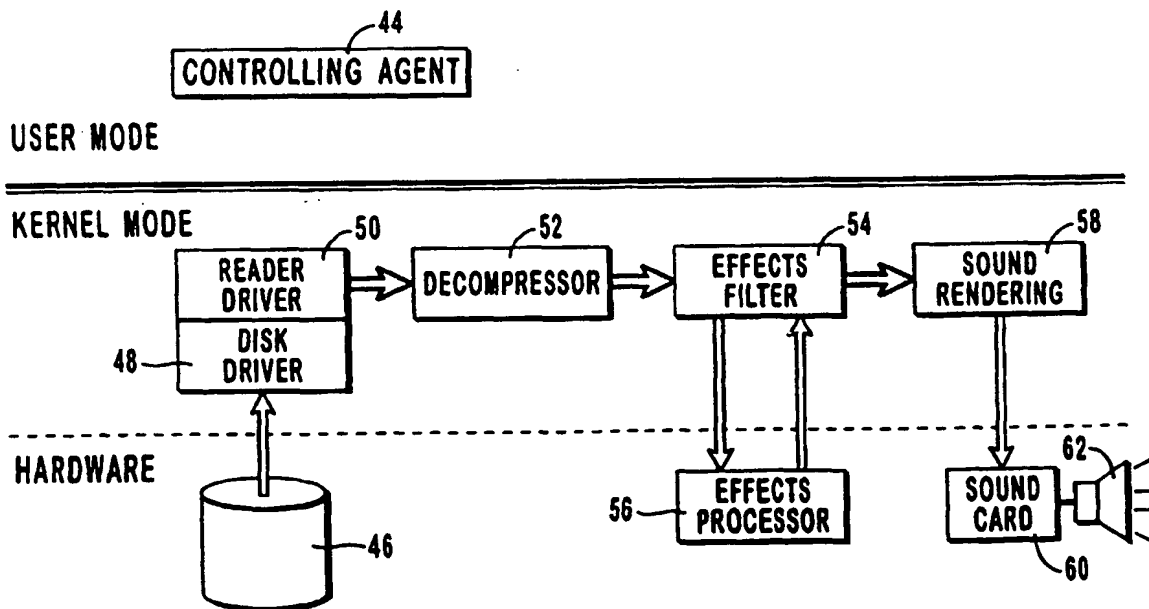 44
CONTROLLING AGENT
USER MODE
KERNEL MODE
50
52
54
58
READER
DRIVER
DECOMPRESSOR
EFFECTS
FILTER
SOUND
RENDERING
48
DISK
DRIVER
HARDWARE
46
56
EFFECTS
PROCESSOR
SOUND
CARD
62
60